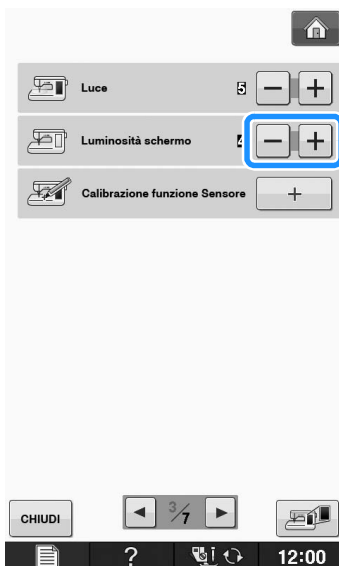 Luce 5 − +
Luminosità schermo − +
Calibrazione funzione Sensore +
CHIUDI 3/7
? 12:00